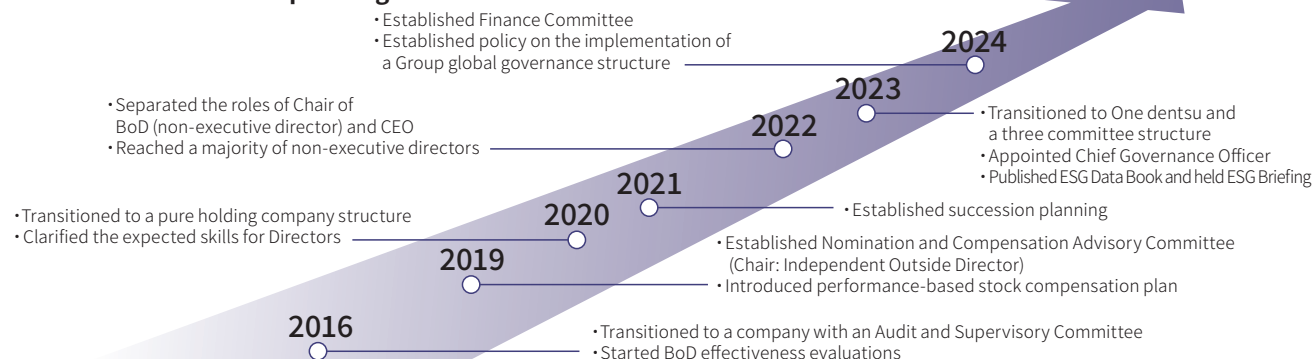 • Established Finance Committee
• Established policy on the implementation of
a Group global governance structure
2024
2023
• Separated the roles of Chair of
BoD (non-executive director) and CEO
• Reached a majority of non-executive directors
2022
• Transitioned to One dentsu and
a three committee structure
• Appointed Chief Governance Officer
• Published ESG Data Book and held ESG Briefing
2021
• Established succession planning
• Transitioned to a pure holding company structure
• Clarified the expected skills for Directors
2020
2019
• Established Nomination and Compensation Advisory Committee
(Chair: Independent Outside Director)
• Introduced performance-based stock compensation plan
2016
• Transitioned to a company with an Audit and Supervisory Committee
• Started BoD effectiveness evaluations